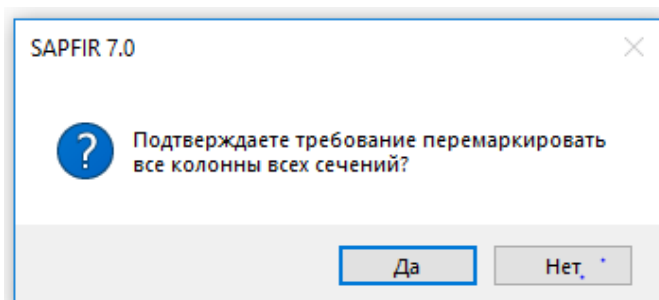 SAPFIR 7.0
Подтверждаете требование перемаркировать
все колонны всех сечений?
Да
Нет